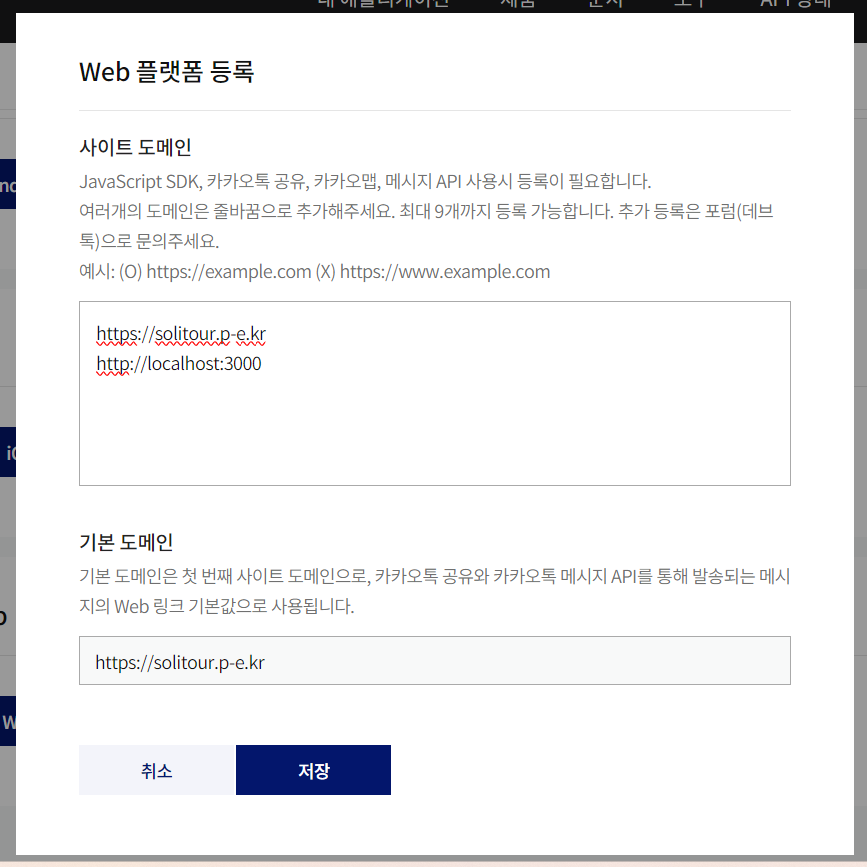 Web 플랫폼 등록
사이트 도메인
JavaScript SDK, 카카오톡 공유, 카카오맵, 메시지 API 사용시 등록이 필요합니다.
여러개의 도메인은 줄바꿈으로 추가해주세요. 최대 9개까지 등록 가능합니다. 추가 등록은 포럼(데브
톡)으로 문의주세요.
예시: (O) https://example.com (X) https://www.example.com
https://solitour.p-e.kr
http://localhost:3000
기본 도메인
기본 도메인은 첫 번째 사이트 도메인으로, 카카오톡 공유와 카카오톡 메시지 API를 통해 발송되는 메시
지의 Web 링크 기본값으로 사용됩니다.
https://solitour.p-e.kr
취소 저장